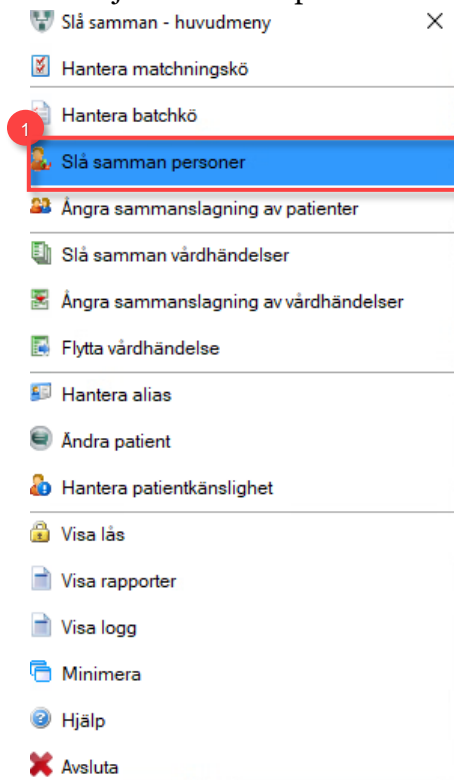 Slå samman - huvudmeny
Hantera matchningskö
Hantera batchkö
1
Slå samman personer
Ångra sammanslagning av patienter
Slå samman vårdhändelser
Ångra sammanslagning av vårdhändelser
Flytta vårdhändelse
Hantera alias
Ändra patient
Hantera patientkänslighet
Visa lås
Visa rapporter
Visa logg
Minimera
Hjälp
Avsluta